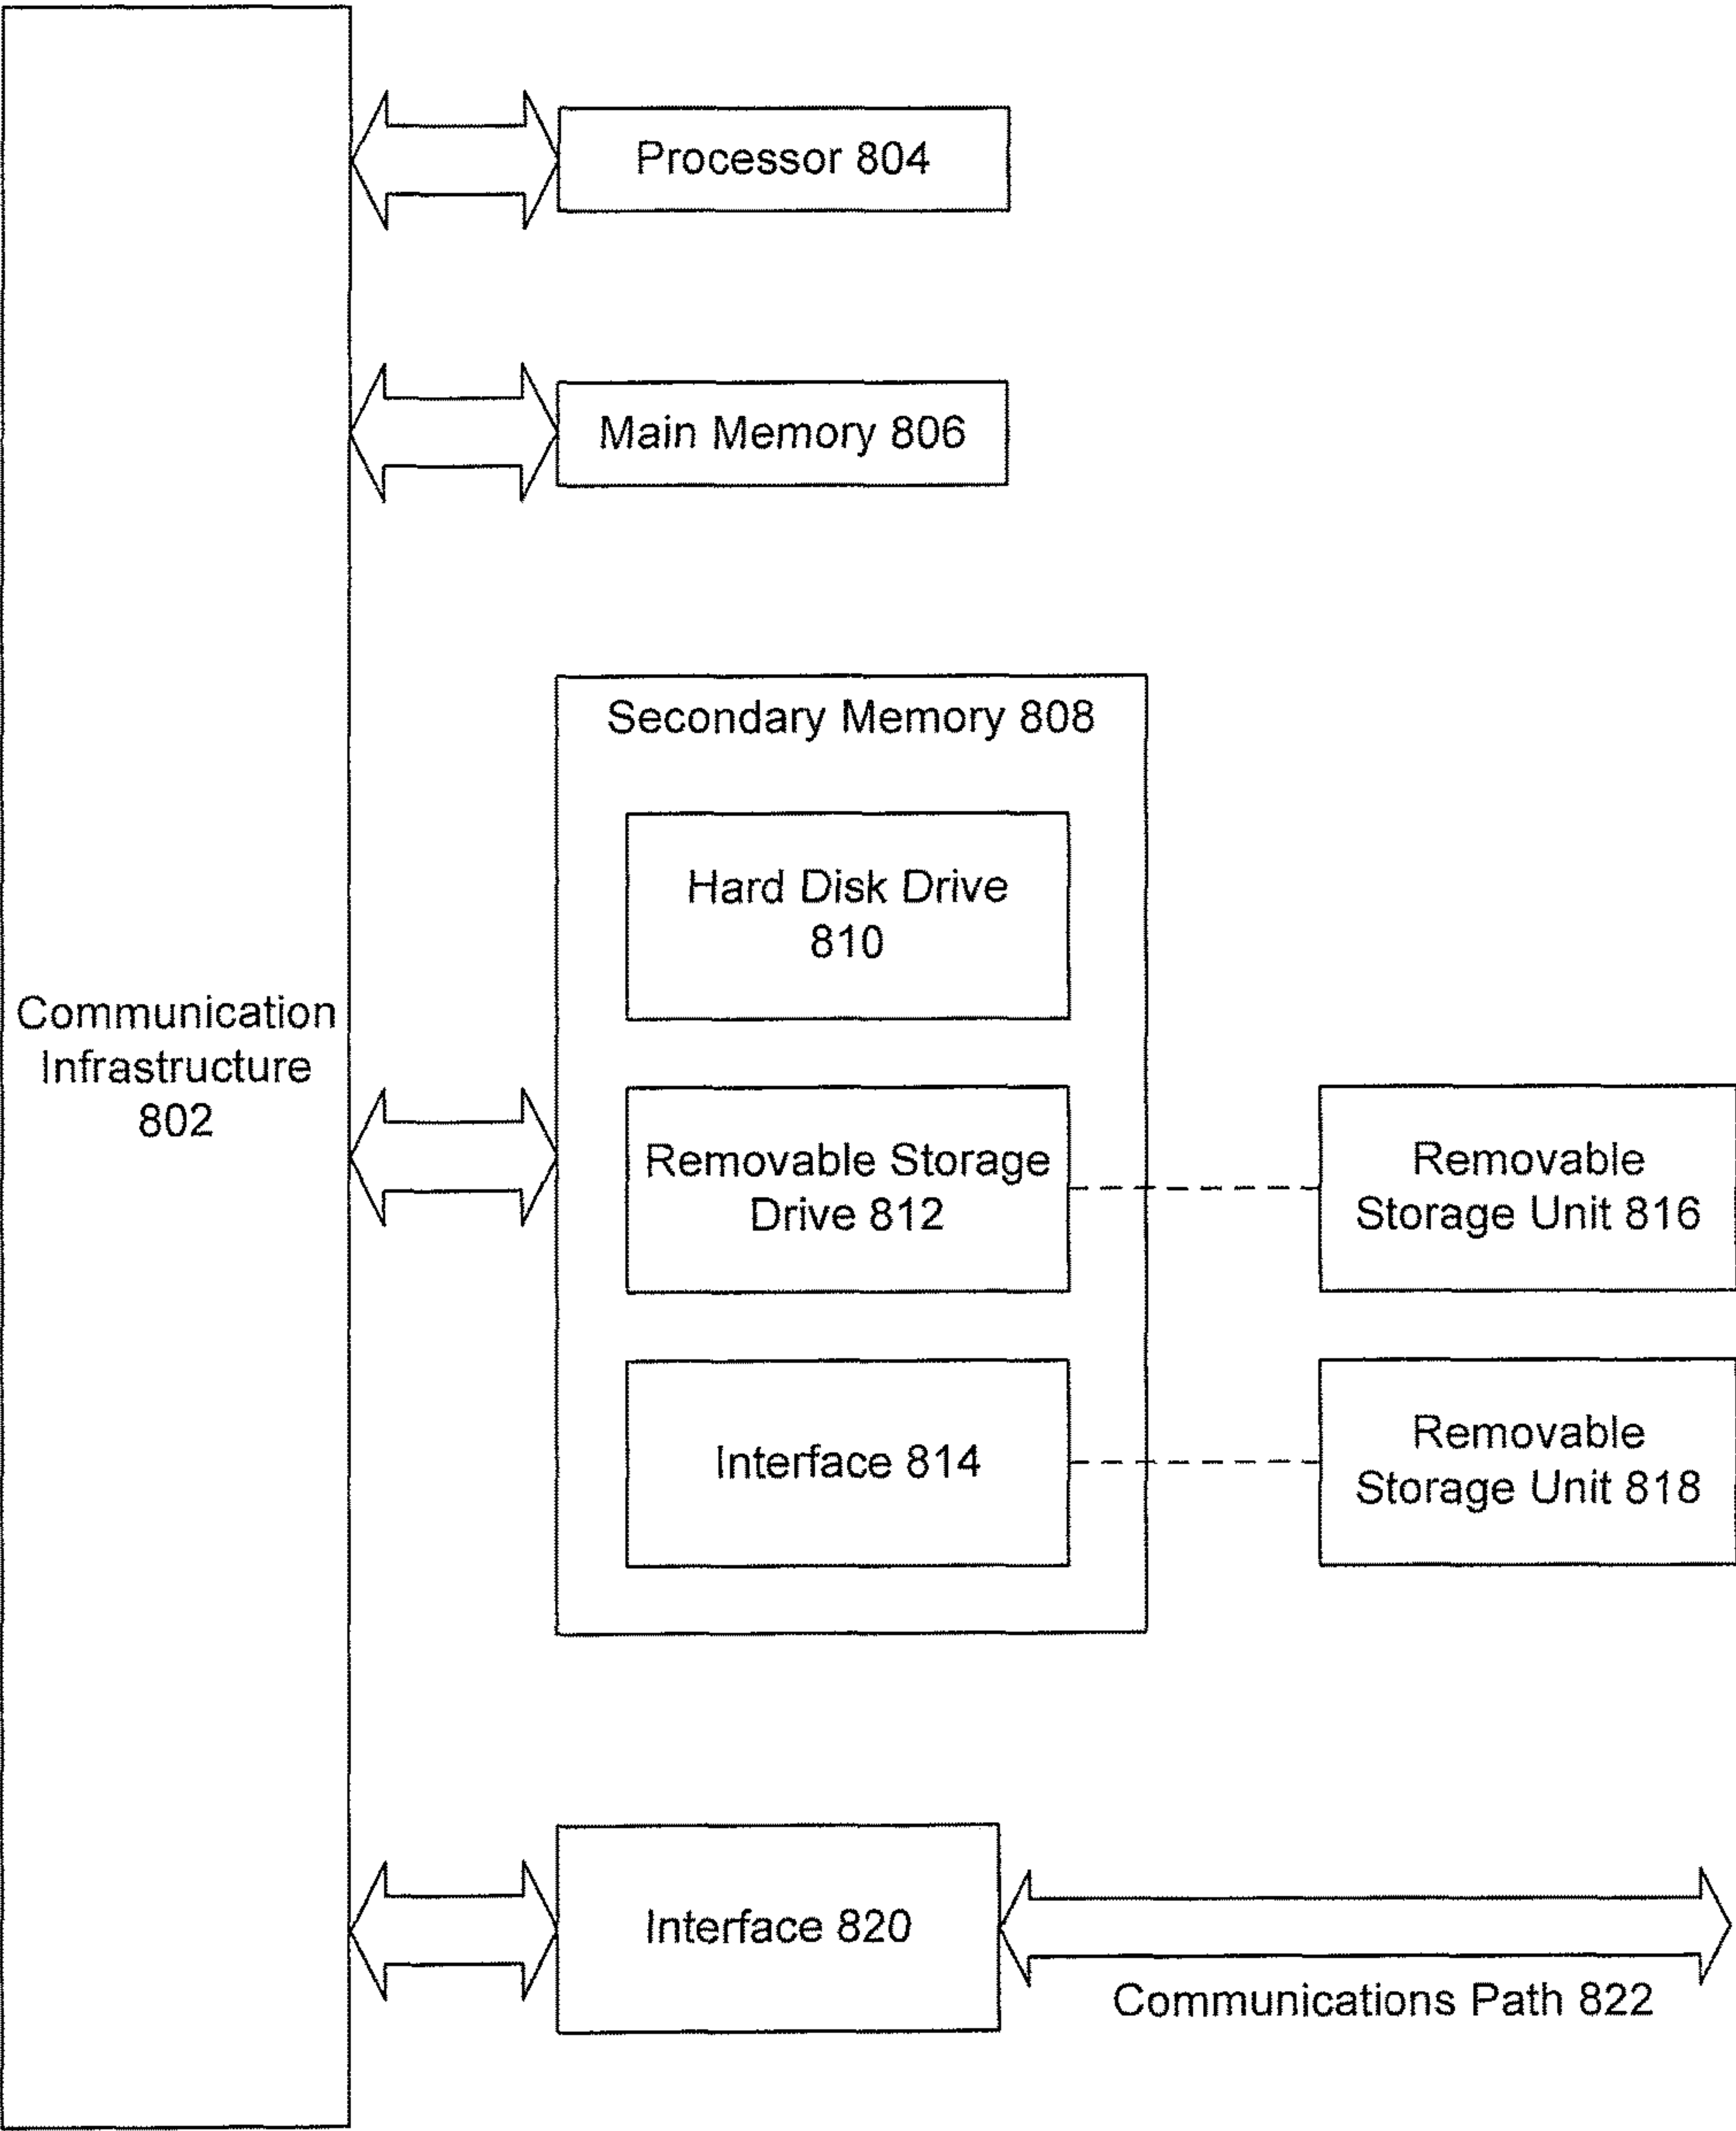 Processor 804
Main Memory 806
Secondary Memory 808
Hard Disk Drive
810
Communication
Infrastructure
802
Removable Storage
Drive 812
Removable
Storage Unit 816
Interface 814
Removable
Storage Unit 818
Interface 820
Communications Path 822